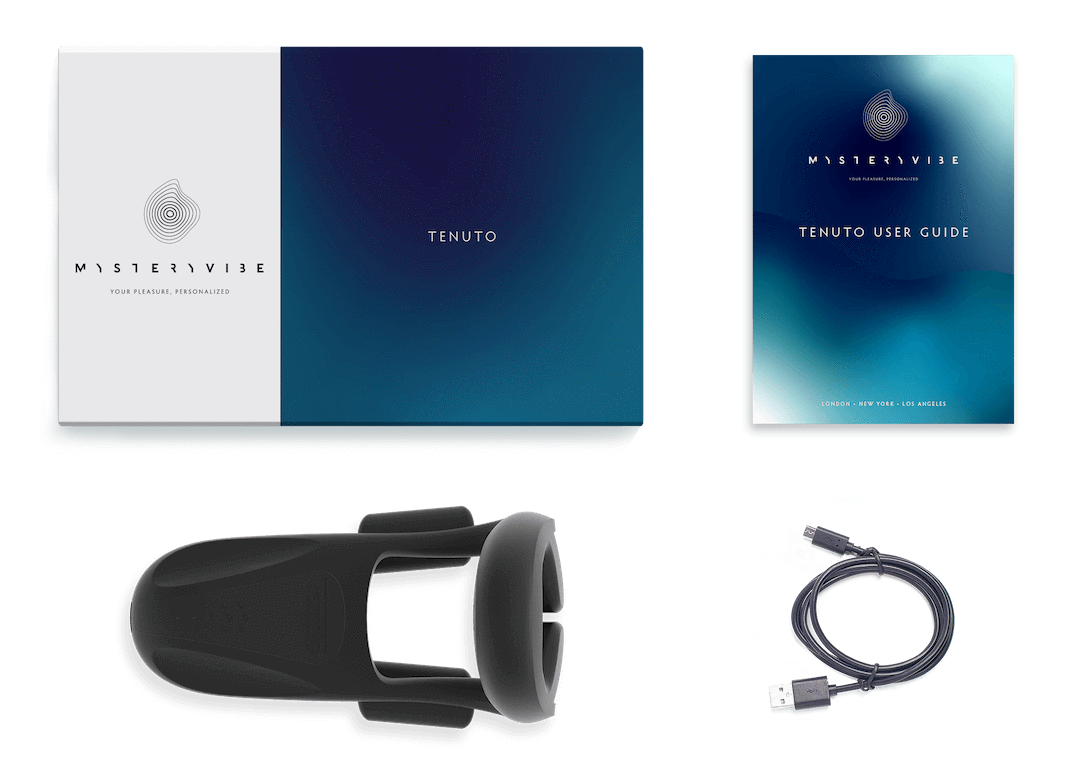 MYSTERYVIBE
YOUR PLEASURE, PERSONALIZED
TENUTO
MYSTERYVIBE
YOUR PLEASURE, PERSONALIZED
TENUTO USER GUIDE
LONDON - NEW YORK - LOS ANGELES